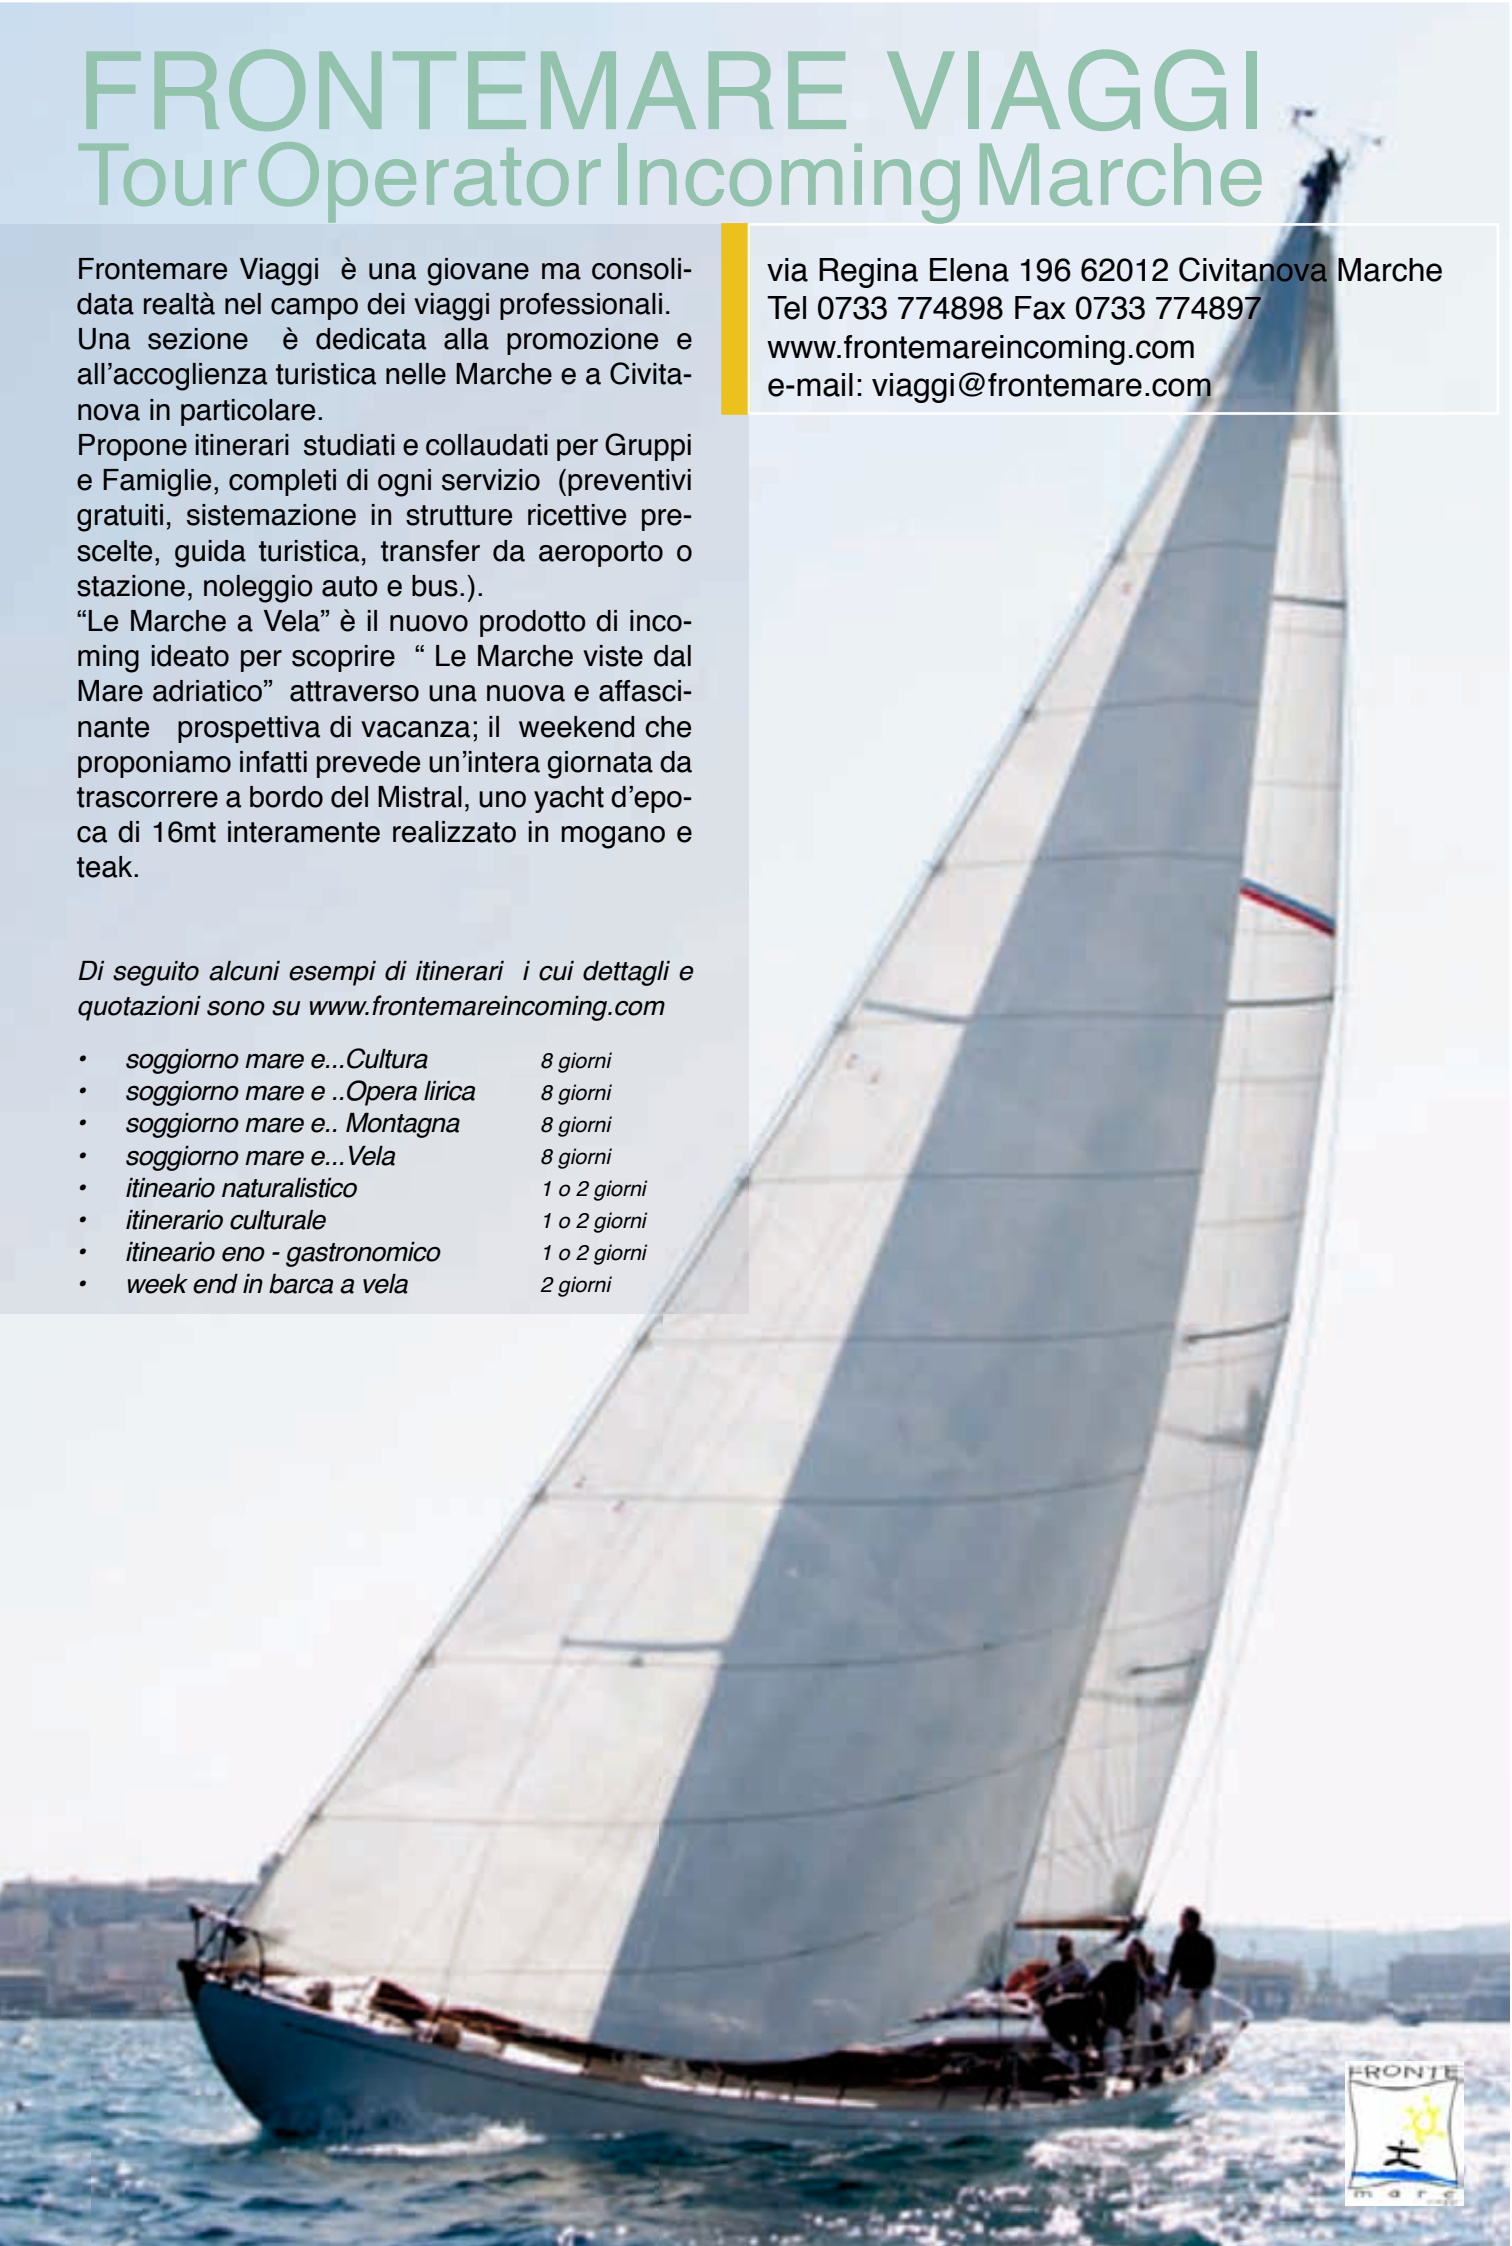 FRONTEMARE VIAGGI
Tour Operator Incoming Marche
Frontemare Viaggi è una giovane ma consoli-
data realtà nel campo dei viaggi professionali.
Una sezione è dedicata alla promozione e
all'accoglienza turistica nelle Marche e a Civita-
nova in particolare.
Propone itinerari studiati e collaudati per Gruppi
e Famiglie, completi di ogni servizio (preventivi
gratuiti, sistemazione in strutture ricettive pre-
scelte, guida turistica, transfer da aeroporto o
stazione, noleggio auto e bus.).
“Le Marche a Vela” è il nuovo prodotto di inco-
ming ideato per scoprire “ Le Marche viste dal
Mare adriatico” attraverso una nuova e affasci-
nante prospettiva di vacanza; il weekend che
proponiamo infatti prevede un'intera giornata da
trascorrere a bordo del Mistral, uno yacht d'epo-
ca di 16mt interamente realizzato in mogano e
teak.
Di seguito alcuni esempi di itinerari i cui dettagli e
quotazioni sono su www.frontemareincoming.com
• soggiorno mare e...Cultura 8 giorni
• soggiorno mare e ..Opera lirica 8 giorni
• soggiorno mare e.. Montagna 8 giorni
• soggiorno mare e...Vela 8 giorni
• itineario naturalistico 1 o 2 giorni
• itinerario culturale 1 o 2 giorni
• itineario eno - gastronomico 1 o 2 giorni
• week end in barca a vela 2 giorni
via Regina Elena 196 62012 Civitanova Marche
Tel 0733 774898 Fax 0733 774897
www.frontemareincoming.com
e-mail: viaggi@frontemare.com
FRONTE
mare